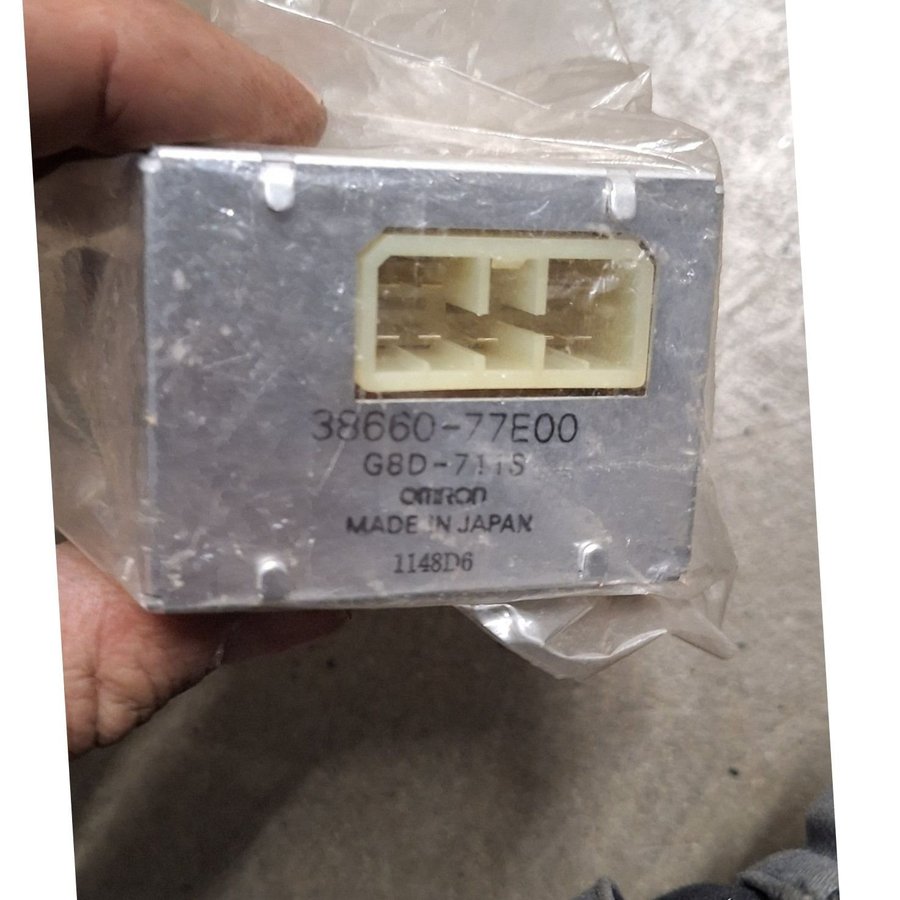 38660-77E00
G8D-711S
omron
MADE IN JAPAN
1148D6